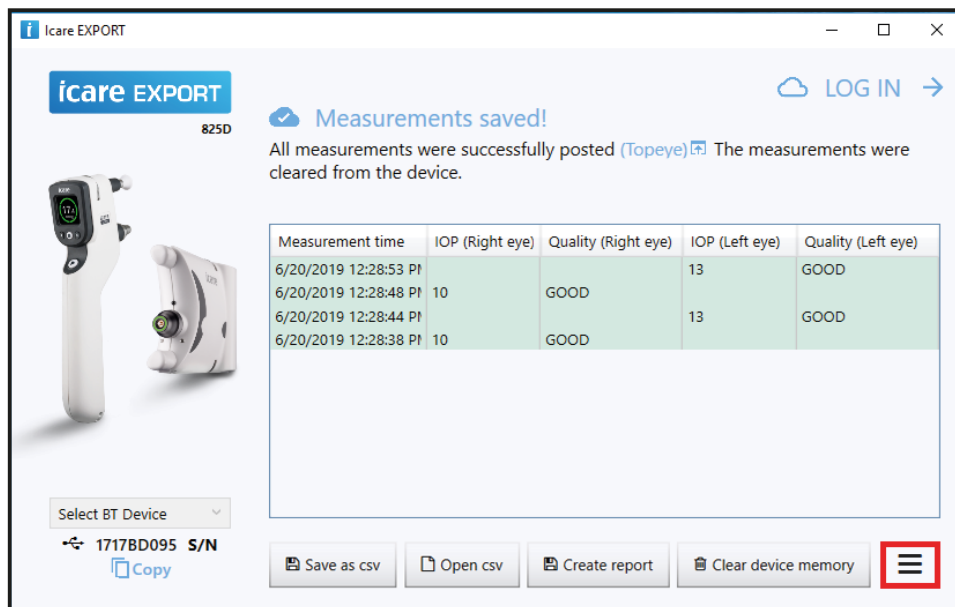 Icare EXPORT
icare EXPORT
825D
LOG IN
Measurements saved!
All measurements were successfully posted (Topeye) The measurements were
cleared from the device.
Measurement time IOP (Right eye) Quality (Right eye) IOP (Left eye) Quality (Left eye)
6/20/2019 12:28:53 PM 13 GOOD
6/20/2019 12:28:48 PM 10 GOOD
6/20/2019 12:28:44 PM 13 GOOD
6/20/2019 12:28:38 PM 10 GOOD
Select BT Device
1717BD095 S/N
Copy
Save as csv Open csv Create report Clear device memory